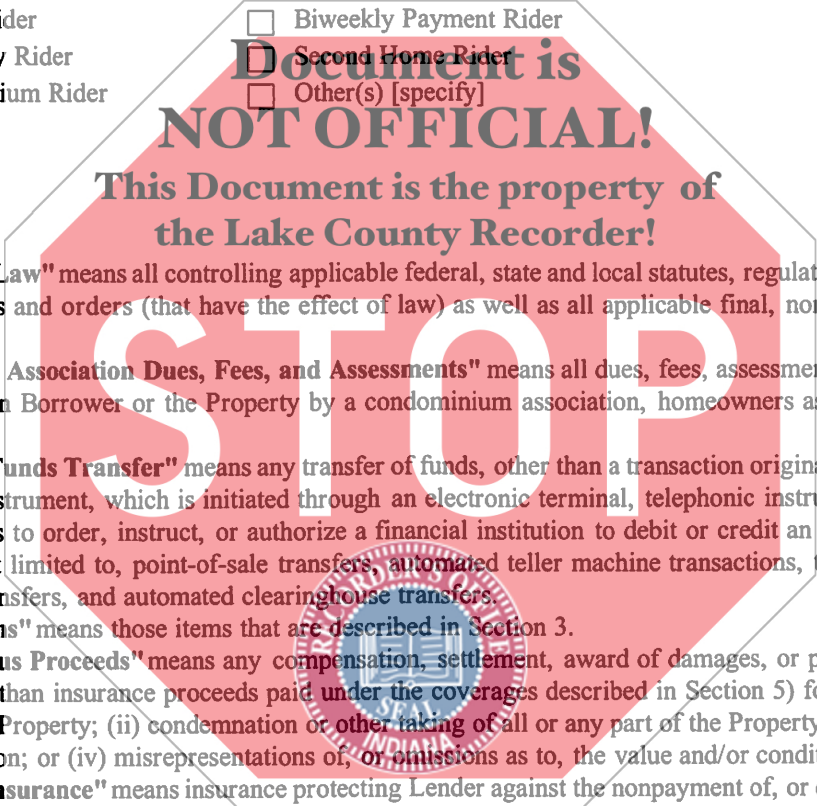 ider Biweekly Payment Rider
y Rider Second Home Rider
ium Rider Other(s) [specify]
Document is
NOT OFFICIAL!
This Document is the property of
the Lake County Recorder!
Law" means all controlling applicable federal, state and local statutes, regulat
s and orders (that have the effect of law) as well as all applicable final, non
Association Dues, Fees, and Assessments" means all dues, fees, assessme
n Borrower or the Property by a condominium association, homeowners as
STOP
Funds Transfer" means any transfer of funds, other than a transaction origina
strument, which is initiated through an electronic terminal, telephonic instru
s to order, instruct, or authorize a financial institution to debit or credit an
t limited to, point-of-sale transfers, automated teller machine transactions, t
nsfers, and automated clearinghouse transfers.
ns" means those items that are described in Section 3.
us Proceeds" means any compensation, settlement, award of damages, or p
than insurance proceeds paid under the coverages described in Section 5) fo
Property; (ii) condemnation or other taking of all or any part of the Property
on; or (iv) misrepresentations of, or omissions as to, the value and/or condit
nsurance" means insurance protecting Lender against the nonpayment of, or
RECORDER'S OFFICE
SEAL
INDIANA